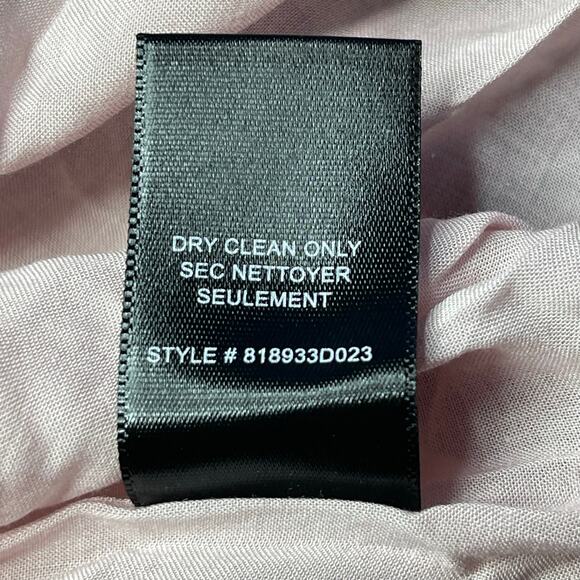 DRY CLEAN ONLY
SEC NETTOYER
SEULEMENT
STYLE # 818933D023